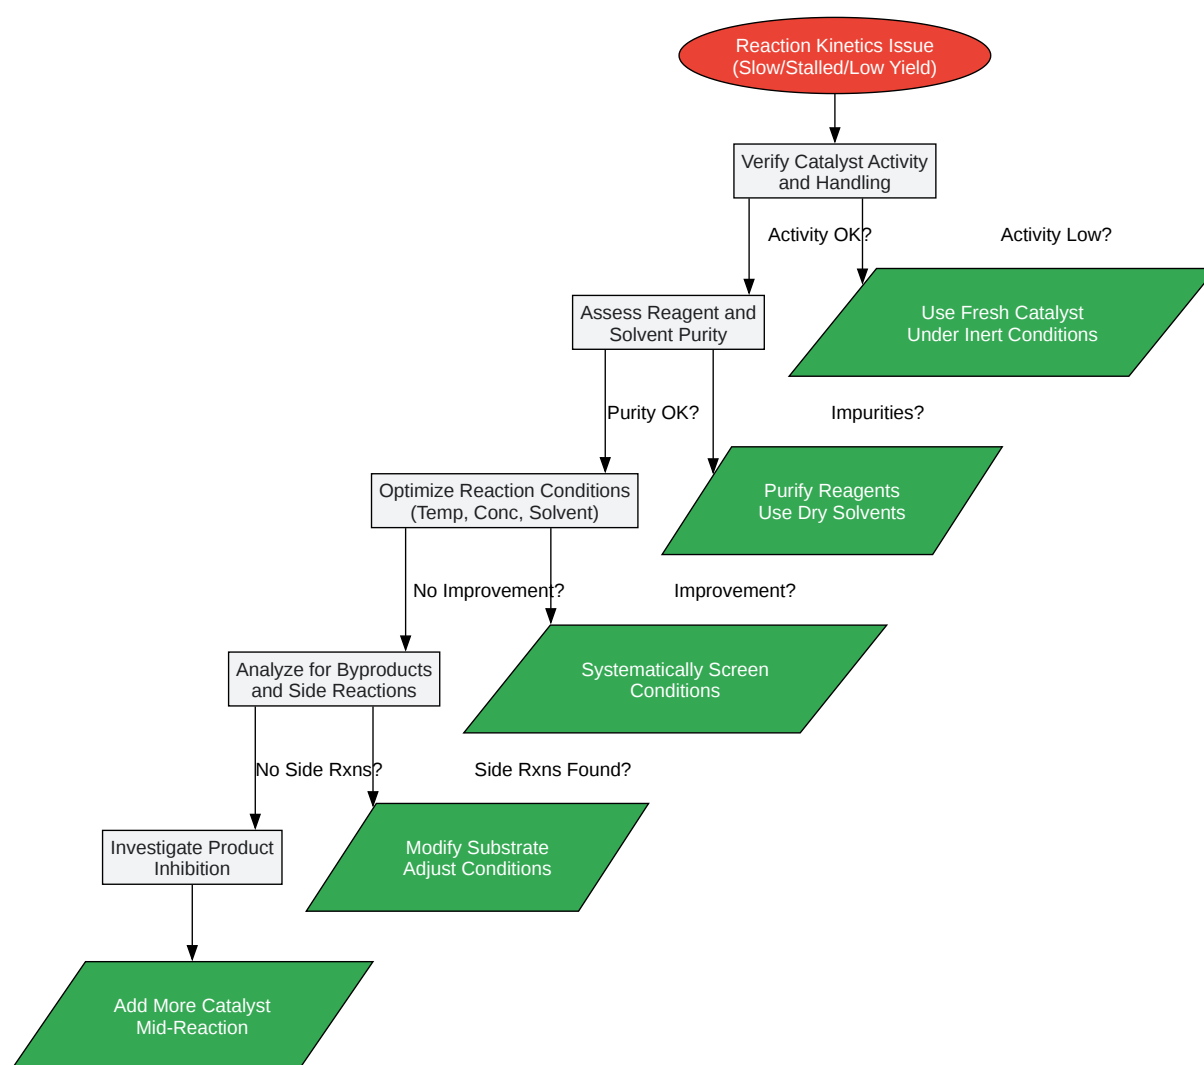 Reaction Kinetics Issue
(Slow/Stalled/Low Yield)
Verify Catalyst Activity
and Handling
Activity OK?
Activity Low?
Assess Reagent and
Solvent Purity
Use Fresh Catalyst
Under Inert Conditions
Purity OK?
Impurities?
Optimize Reaction Conditions
(Temp, Conc, Solvent)
Purify Reagents
Use Dry Solvents
No Improvement?
Improvement?
Analyze for Byproducts
and Side Reactions
Systematically Screen
Conditions
No Side Rxns?
Side Rxns Found?
Investigate Product
Inhibition
Modify Substrate
Adjust Conditions
Add More Catalyst
Mid-Reaction